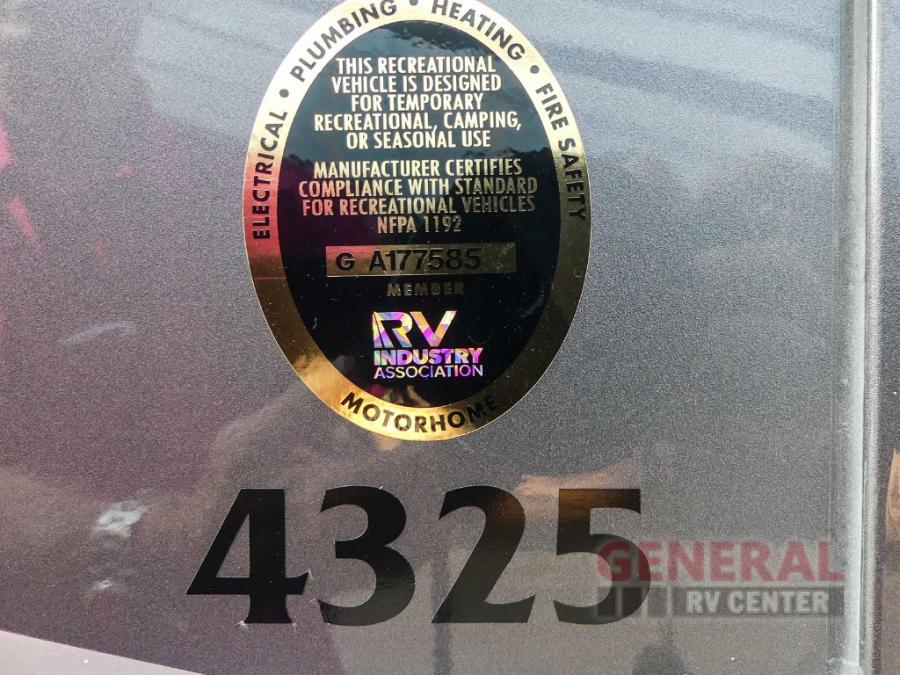 ELECTRICAL • PLUMBING • HEATING • FIRE SAFETY
THIS RECREATIONAL
VEHICLE IS DESIGNED
FOR TEMPORARY
RECREATIONAL, CAMPING,
OR SEASONAL USE
MANUFACTURER CERTIFIES
COMPLIANCE WITH STANDARD
FOR RECREATIONAL VEHICLES
NFPA 1192
G A177585
MEMBER
RV
INDUSTRY
ASSOCIATION
MOTORHOME
4325
GENERAL
RV CENTER